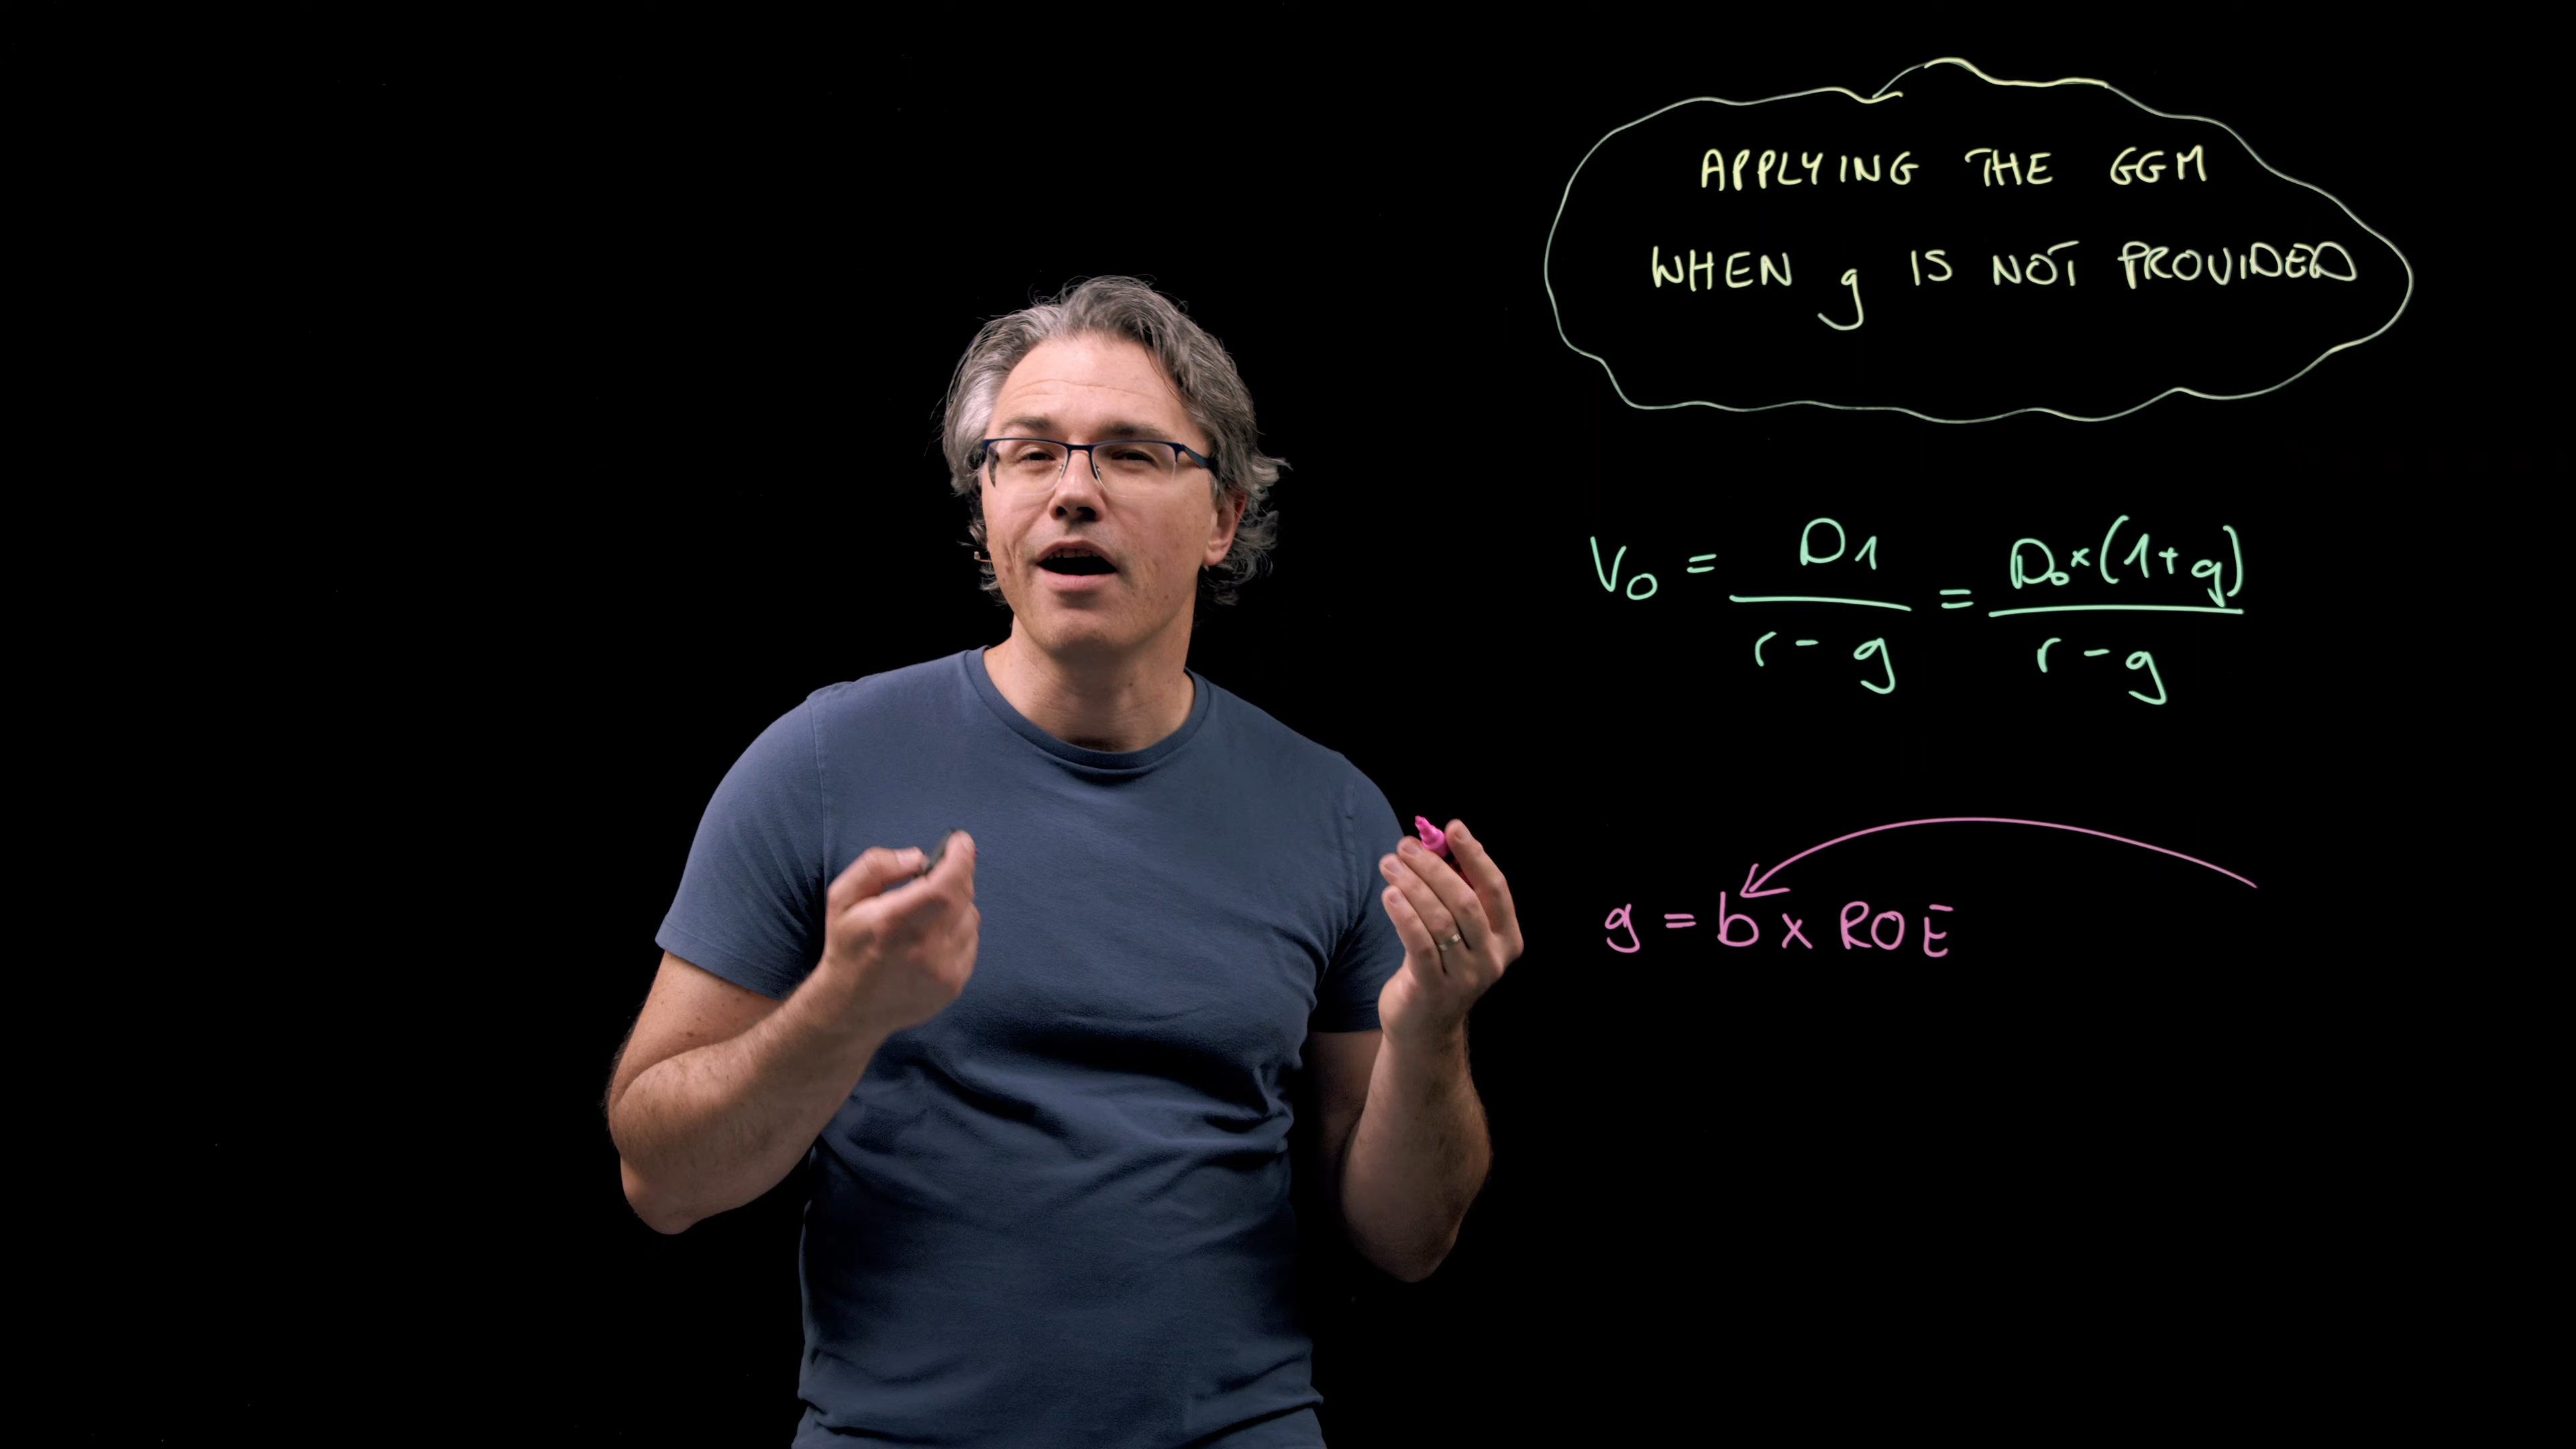 APPLYING THE GGM
WHEN g IS NOT PROVIDED
V₀ = D1 / (r - g) = D₀ × (1 + g) / (r - g)
g = b × ROE